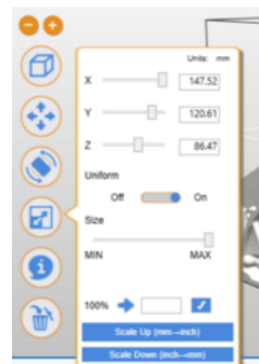 Units: mm
X 147.52
Y 120.61
Z 86.47
Uniform
Off On
Size
MIN MAX
100%
Scale Up (mm→inch)
Scale Down (inch→mm)